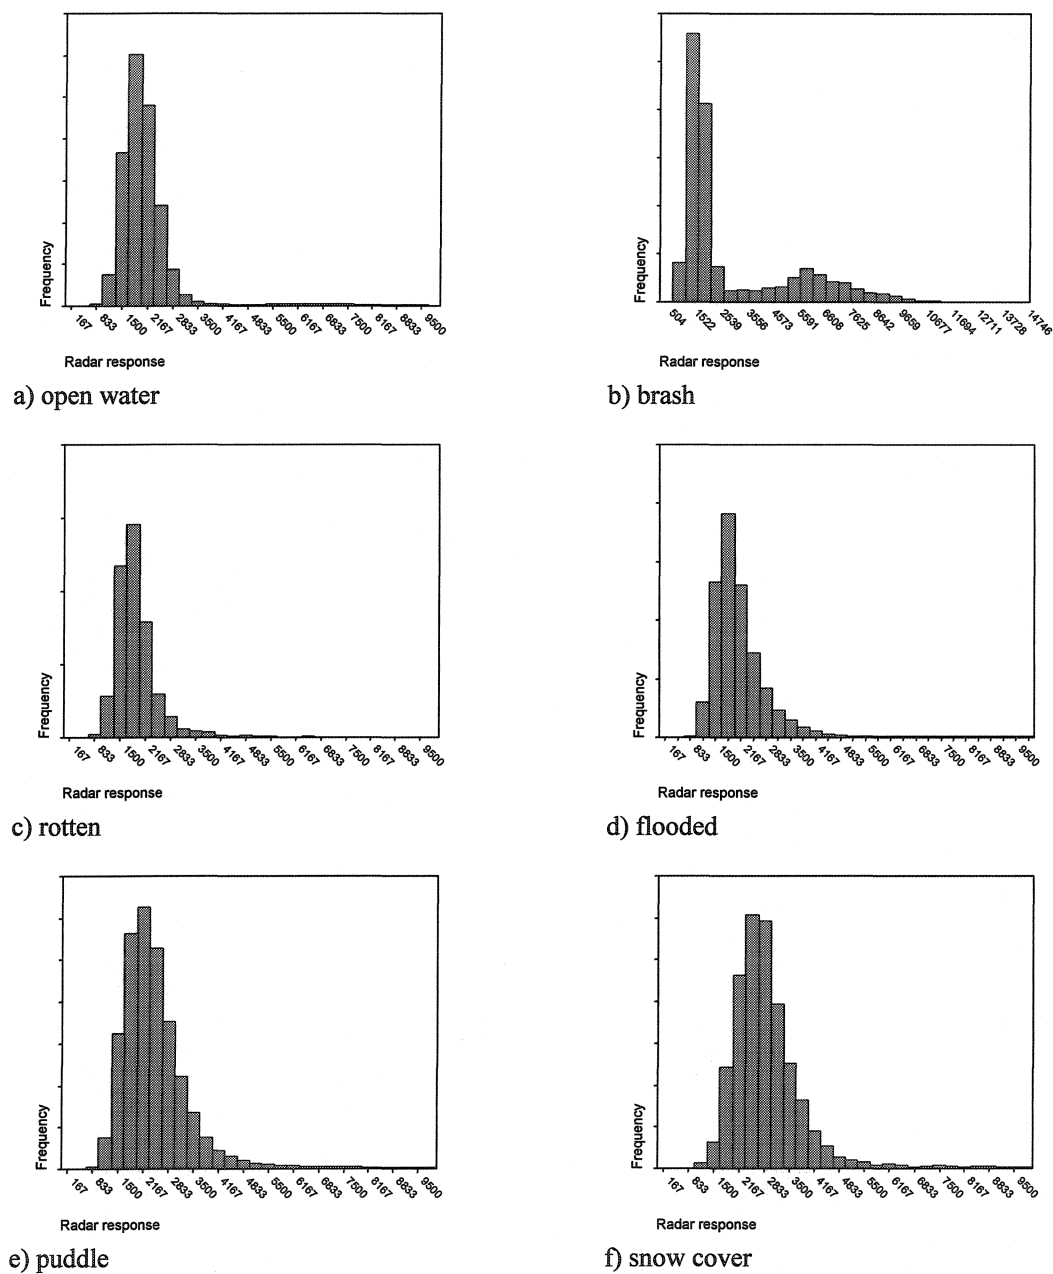 Frequency
167 833 1500 2167 2833 3500 4167 4833 5500 6167 6833 7500 8167 8833 9500
Radar response
a) open water
Frequency
504 1522 2539 3556 4573 5591 6608 7625 8642 9659 10677 11694 12711 13728 14746
Radar response
b) brash
Frequency
167 833 1500 2167 2833 3500 4167 4833 5500 6167 6833 7500 8167 8833 9500
Radar response
c) rotten
Frequency
167 833 1500 2167 2833 3500 4167 4833 5500 6167 6833 7500 8167 8833 9500
Radar response
d) flooded
Frequency
167 833 1500 2167 2833 3500 4167 4833 5500 6167 6833 7500 8167 8833 9500
Radar response
e) puddle
Frequency
167 833 1500 2167 2833 3500 4167 4833 5500 6167 6833 7500 8167 8833 9500
Radar response
f) snow cover